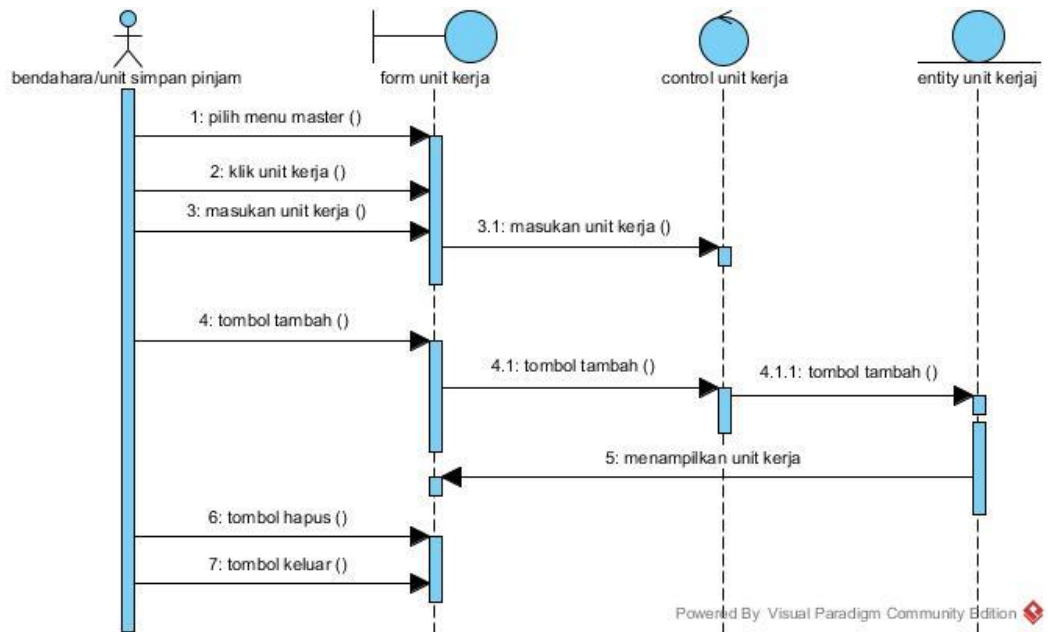 bendahara/unit simpan pinjam
form unit kerja
control unit kerja
entity unit kerjaj
1: pilih menu master ()
2: klik unit kerja ()
3: masukan unit kerja ()
3.1: masukan unit kerja ()
4: tombol tambah ()
4.1: tombol tambah ()
4.1.1: tombol tambah ()
5: menampilkan unit kerja
6: tombol hapus ()
7: tombol keluar ()
Powered By Visual Paradigm Community Edition